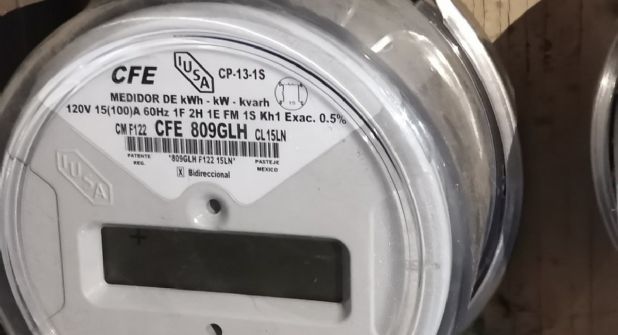 CFE IUSA CP-13-1S
MEDIDOR DE kWh - kW - kvarh
120V 15(100)A 60Hz 1F 2H 1E FM 1S Kh1 Exac. 0.5%
CM F122 CFE 809GLH CL15LN
PATENTE REG. *809GLH F122 15LN* PASTEJE MEXICO
X Bidireccional
IUSA